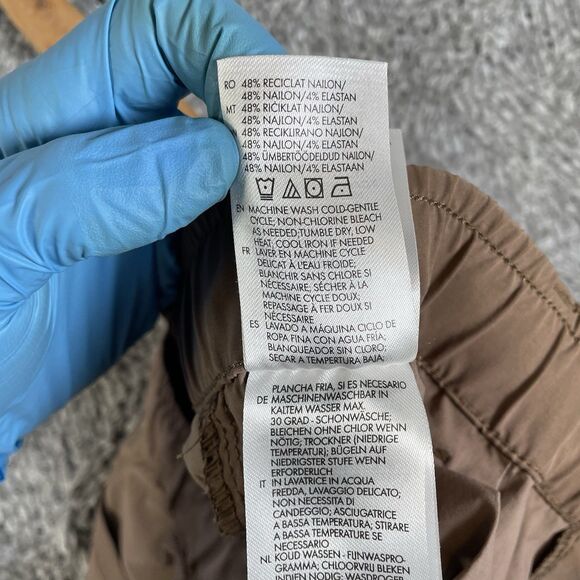 RO 48% RECICLAT NAILON/
48% NAILON/4% ELASTAN
MT 48% RIĊIKLAT NAJLON/
48% NAJLON/4% ELASTAN
48% RECIKLIRANO NAJLON/
48% NAJLON/4% ELASTAN
48% ÜMBERTÖÖDELDUD NAILON/
48% NAILON/4% ELASTAAN
EN MACHINE WASH COLD-GENTLE
CYCLE; NON-CHLORINE BLEACH
AS NEEDED;TUMBLE DRY, LOW
HEAT; COOL IRON IF NEEDED
FR LAVER EN MACHINE CYCLE
DELICAT À L'EAU FROIDE;
BLANCHIR SANS CHLORE SI
NÉCESSAIRE; SÉCHER À LA
MACHINE CYCLE DOUX;
REPASSAGE À FER DOUX SI
NÉCESSAIRE
ES LAVADO A MÁQUINA CICLO DE
ROPA FINA CON AGUA FRÍA;
BLANQUEADOR SIN CLORO;
SECAR A TEMPERATURA BAJA;
PLANCHA FRIA, SI ES NECESARIO
DE MASCHINENWASCHBAR IN
KALTEM WASSER MAX.
30 GRAD - SCHONWÄSCHE;
BLEICHEN OHNE CHLOR WENN
NÖTIG; TROCKNER (NIEDRIGE
TEMPERATUR); BÜGELN AUF
NIEDRIGSTER STUFE WENN
ERFORDERLICH
IT IN LAVATRICE IN ACQUA
FREDDA, LAVAGGIO DELICATO;
NON NECESSITA DI
CANDEGGIO; ASCIUGATRICE
A BASSA TEMPERATURA; STIRARE
A BASSA TEMPERATURA SE
NECESSARIO
NL KOUD WASSEN - FIJNWASPRO-
GRAMMA; CHLOORVRIJ BLEKEN
INDIEN NODIG; WASDROGER